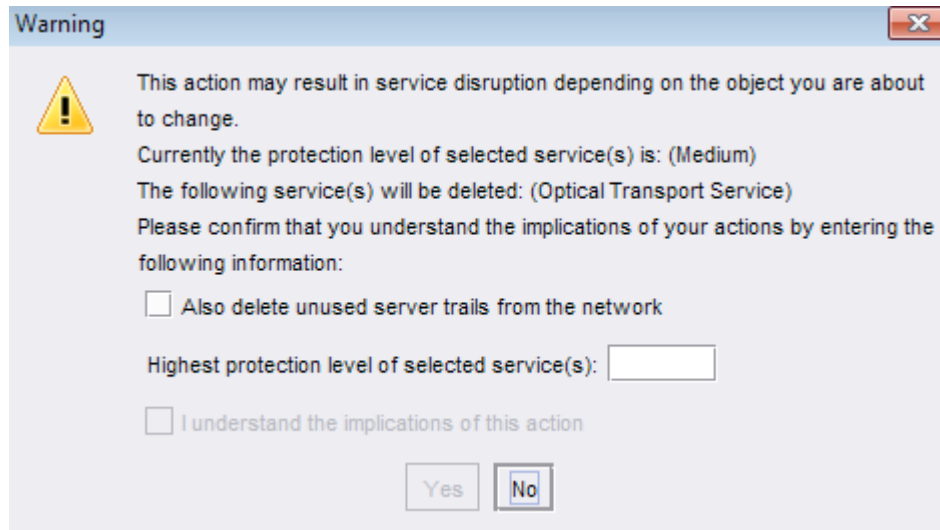 Warning
This action may result in service disruption depending on the object you are about
to change.
Currently the protection level of selected service(s) is: (Medium)
The following service(s) will be deleted: (Optical Transport Service)
Please confirm that you understand the implications of your actions by entering the
following information:
Also delete unused server trails from the network
Highest protection level of selected service(s):
I understand the implications of this action
Yes No